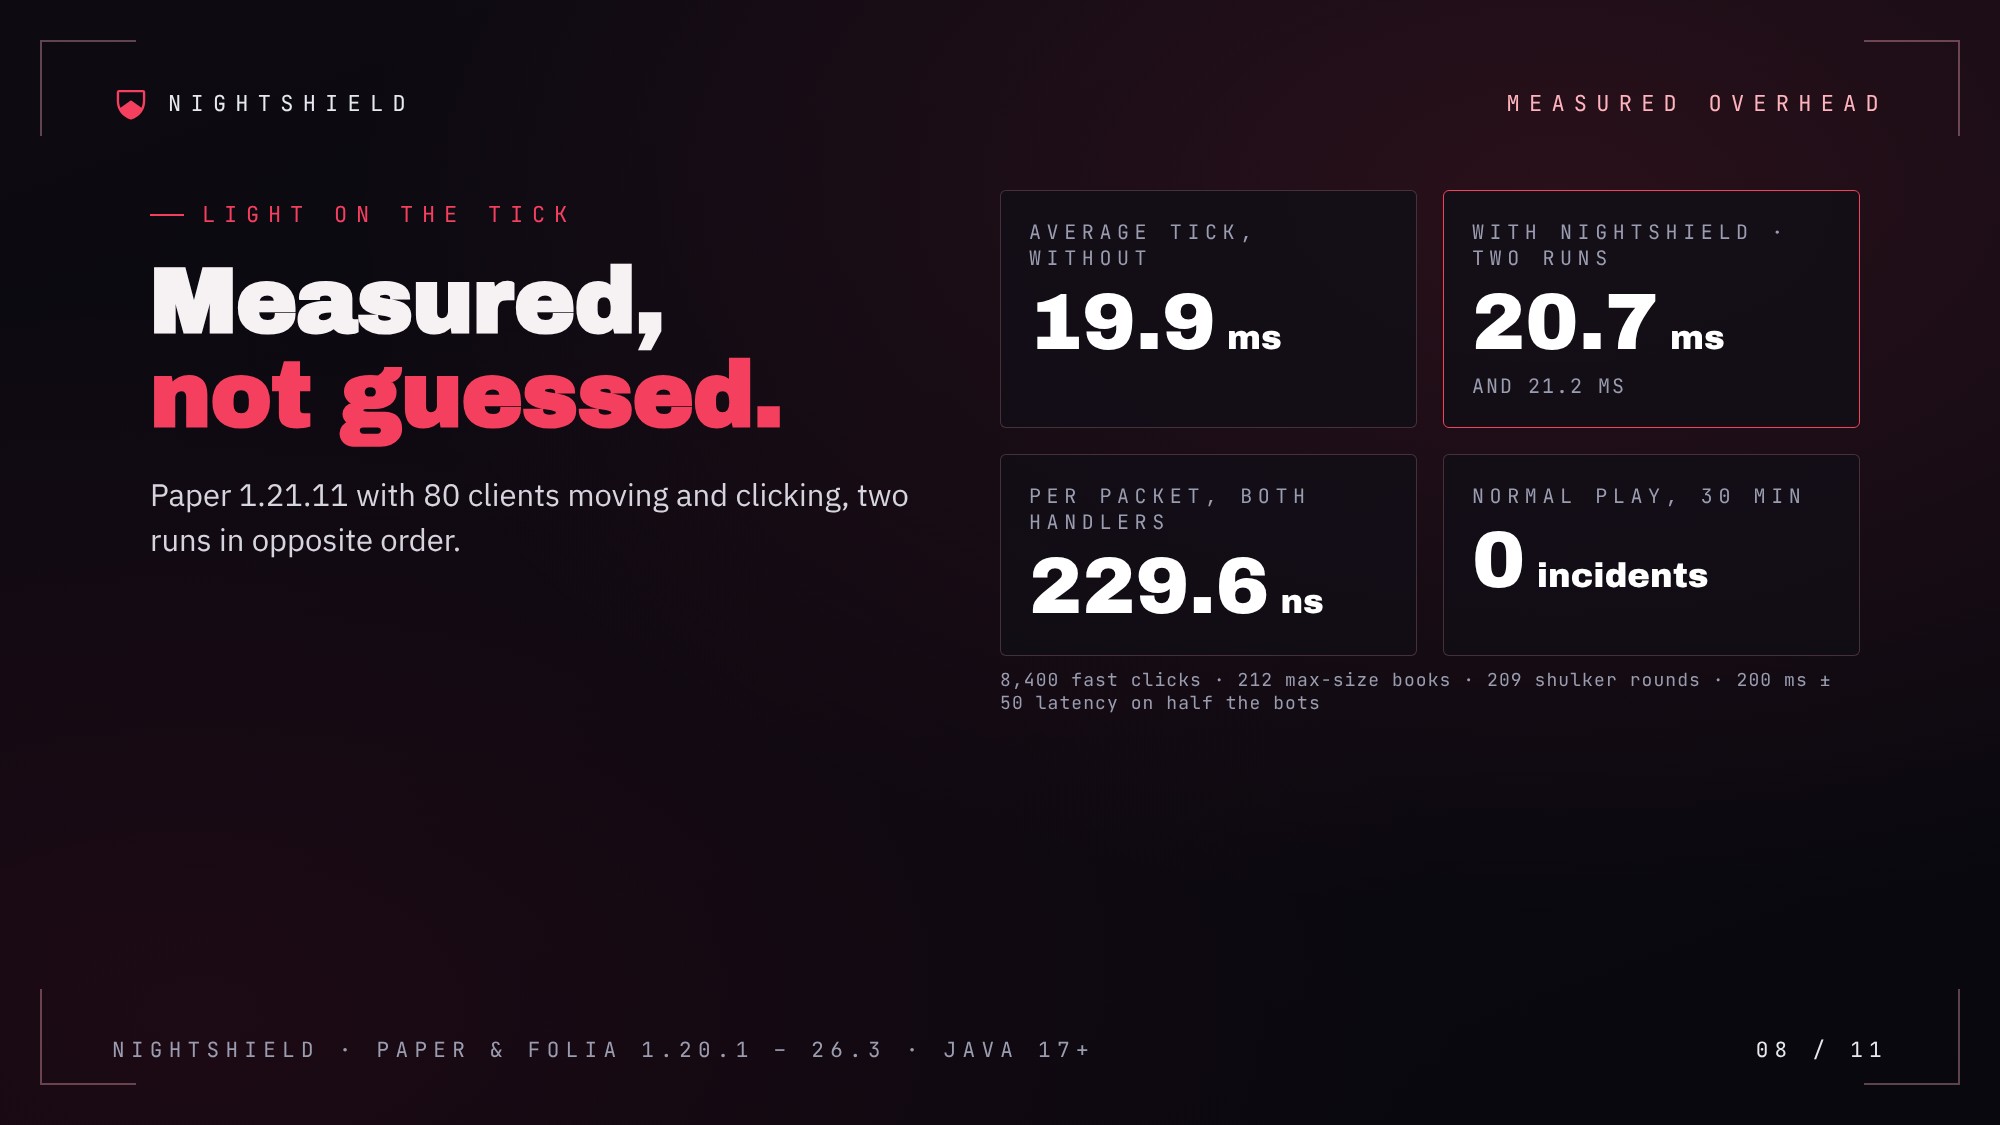 NIGHTSHIELD
MEASURED OVERHEAD
LIGHT ON THE TICK
Measured,
not guessed.
Paper 1.21.11 with 80 clients moving and clicking, two
runs in opposite order.
AVERAGE TICK,
WITHOUT
19.9 ms
WITH NIGHTSHIELD ·
TWO RUNS
20.7 ms
AND 21.2 MS
PER PACKET, BOTH
HANDLERS
229.6 ns
NORMAL PLAY, 30 MIN
0 incidents
8,400 fast clicks · 212 max-size books · 209 shulker rounds · 200 ms ±
50 latency on half the bots
NIGHTSHIELD · PAPER & FOLIA 1.20.1 – 26.3 · JAVA 17+
08 / 11